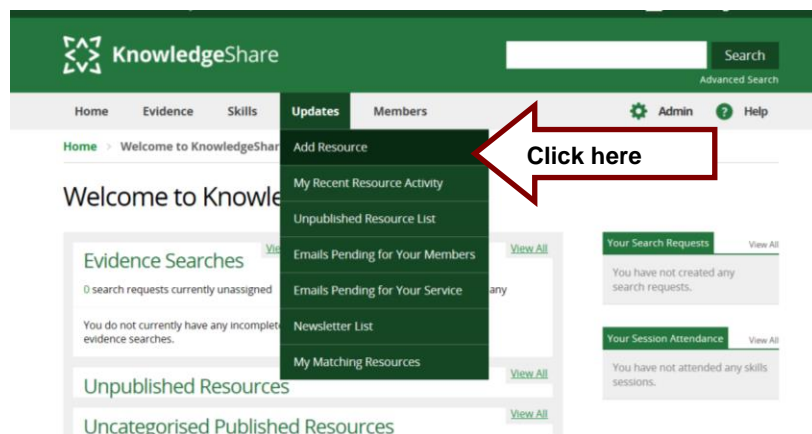 KnowledgeShare
Search
Advanced Search
Home Evidence Skills Updates Members Admin ? Help
Home > Welcome to KnowledgeShar
Add Resource
Click here
My Recent Resource Activity
Welcome to Knowle
Unpublished Resource List
Evidence Searches
View All
Emails Pending for Your Members
0 search requests currently unassigned
Emails Pending for Your Service
any
You do not currently have any incomplet
evidence searches.
Newsletter List
My Matching Resources
Unpublished Resources
View All
Uncategorised Published Resources
View All
Your Search Requests View All
You have not created any
search requests.
Your Session Attendance View All
You have not attended any skills
sessions.